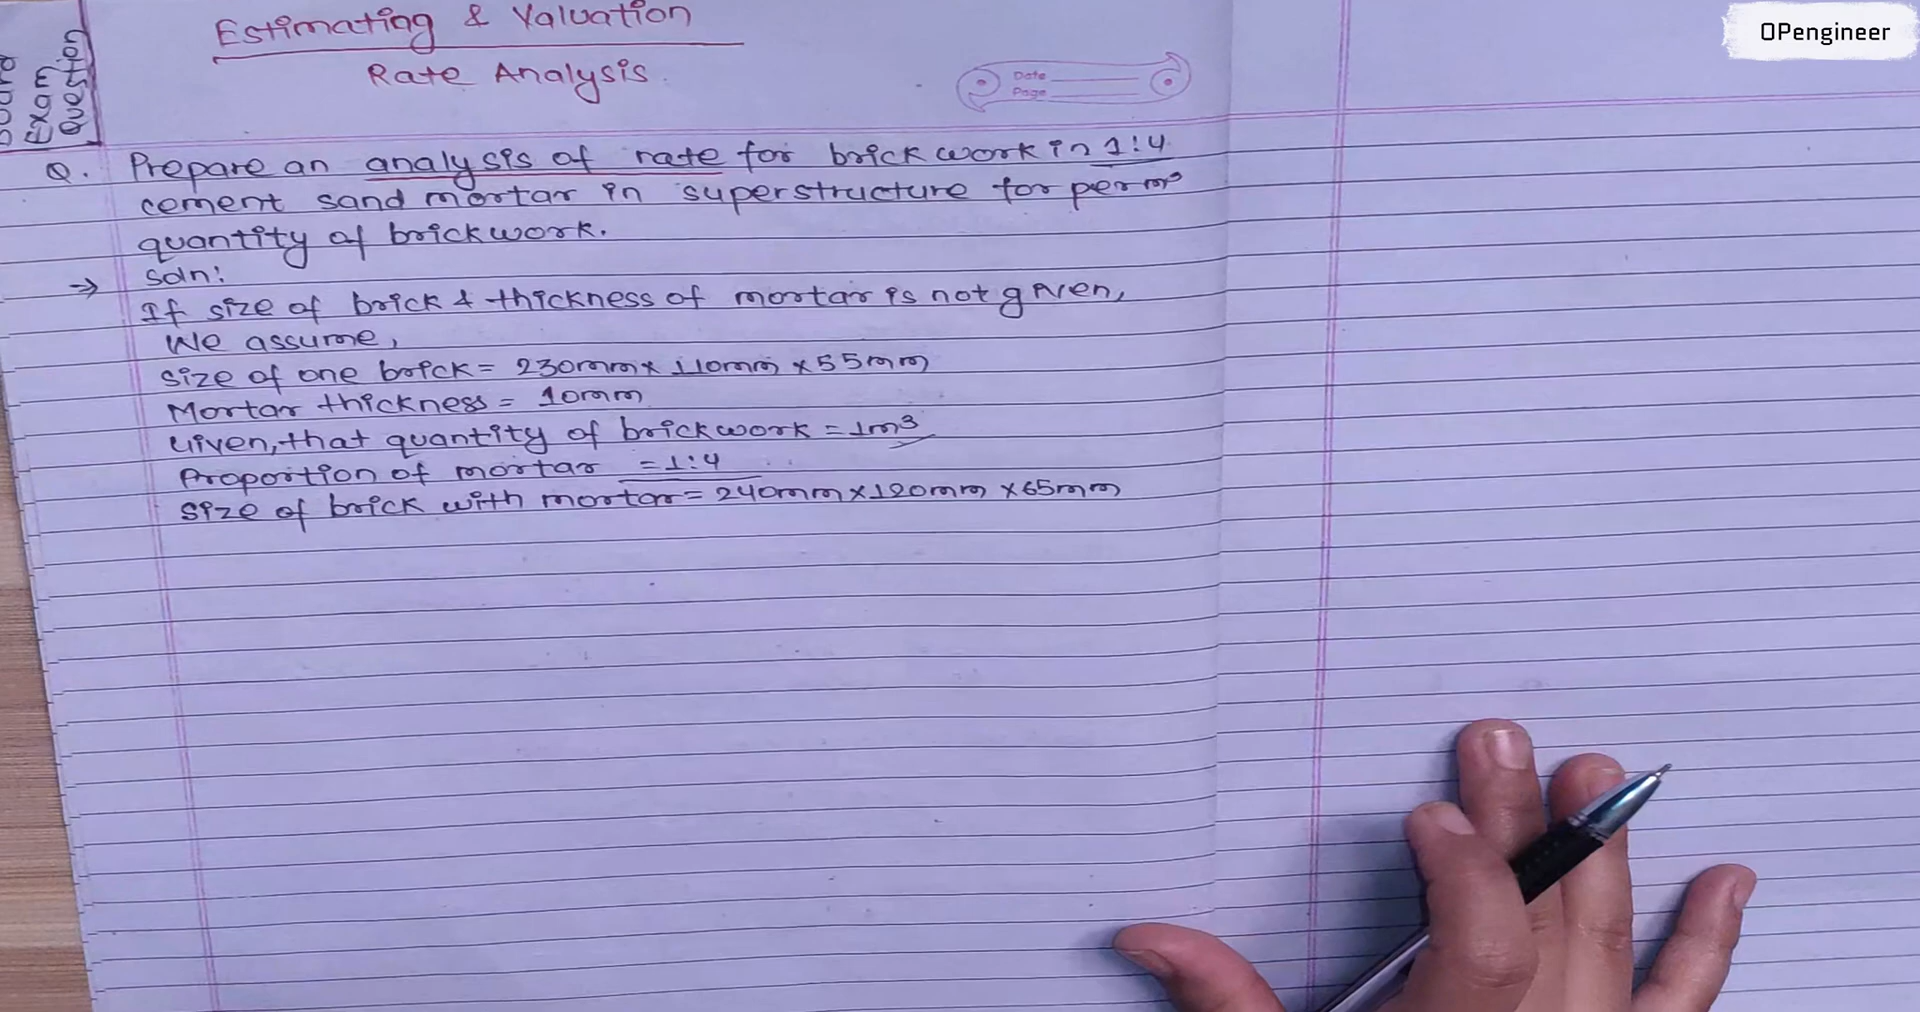 OPengineer
Exam
Question
Estimating & Valuation
Rate Analysis.
Date
Page
Q. Prepare an analysis of rate for brick work in 1:4
cement sand mortar in superstructure for per m³
quantity of brickwork.
→ Soln:
If size of brick & thickness of mortar is not given,
We assume,
Size of one brick = 230mm x 110mm x 55mm
Mortar thickness = 10mm
Given, that quantity of brickwork = 1m³
Proportion of mortar = 1:4
Size of brick with mortar = 240mm x 120mm x 65mm